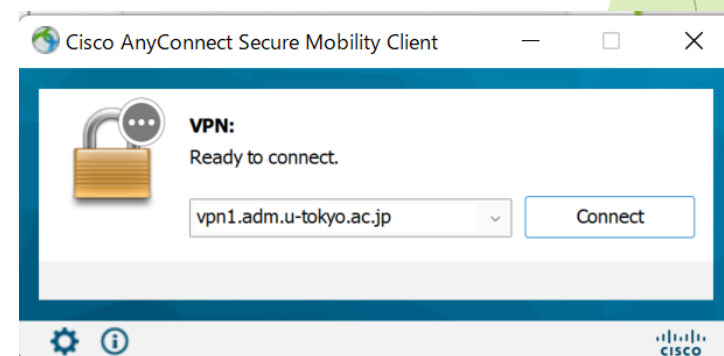 Cisco AnyConnect Secure Mobility Client
VPN:
Ready to connect.
vpn1.adm.u-tokyo.ac.jp
Connect
CISCO